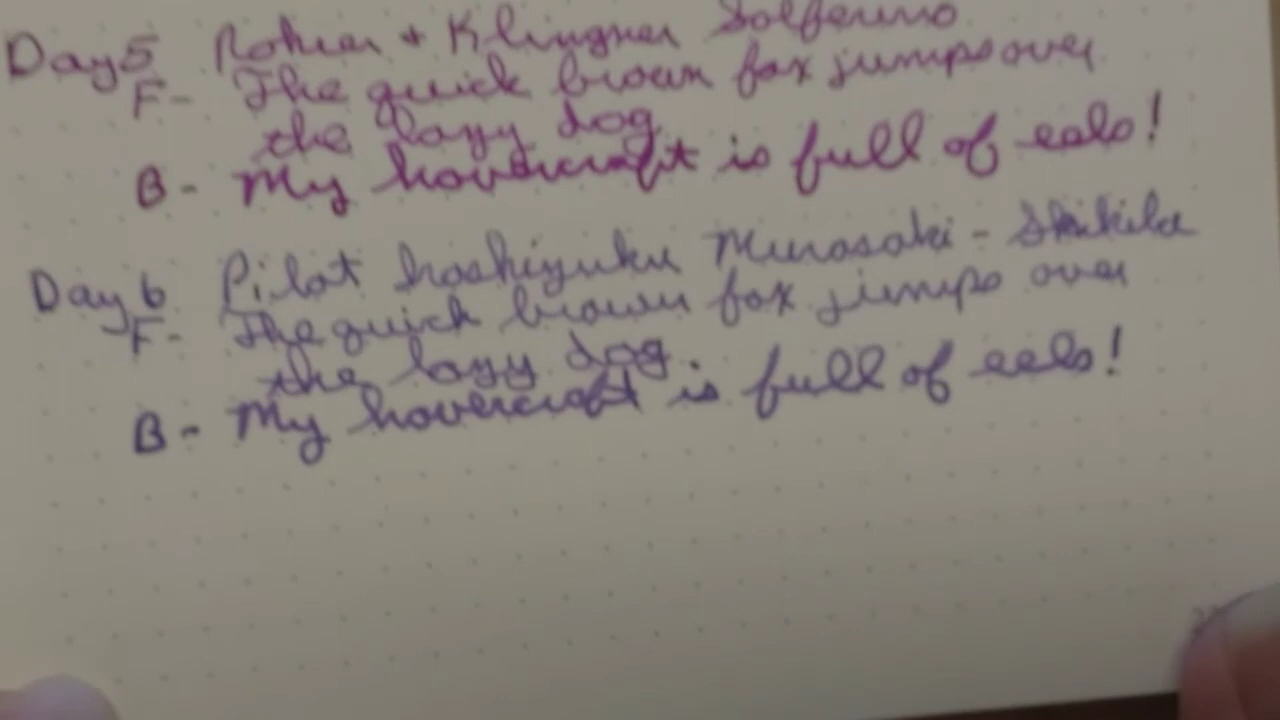 Day 5 Rohrer + Klingner Solferino
F- The quick brown fox jumps over
the lazy dog
B- My hovercraft is full of eels!
Day 6 Pilot Iroshizuku Murasaki-Shikibu
F- The quick brown fox jumps over
the lazy dog.
B- My hovercraft is full of eels!